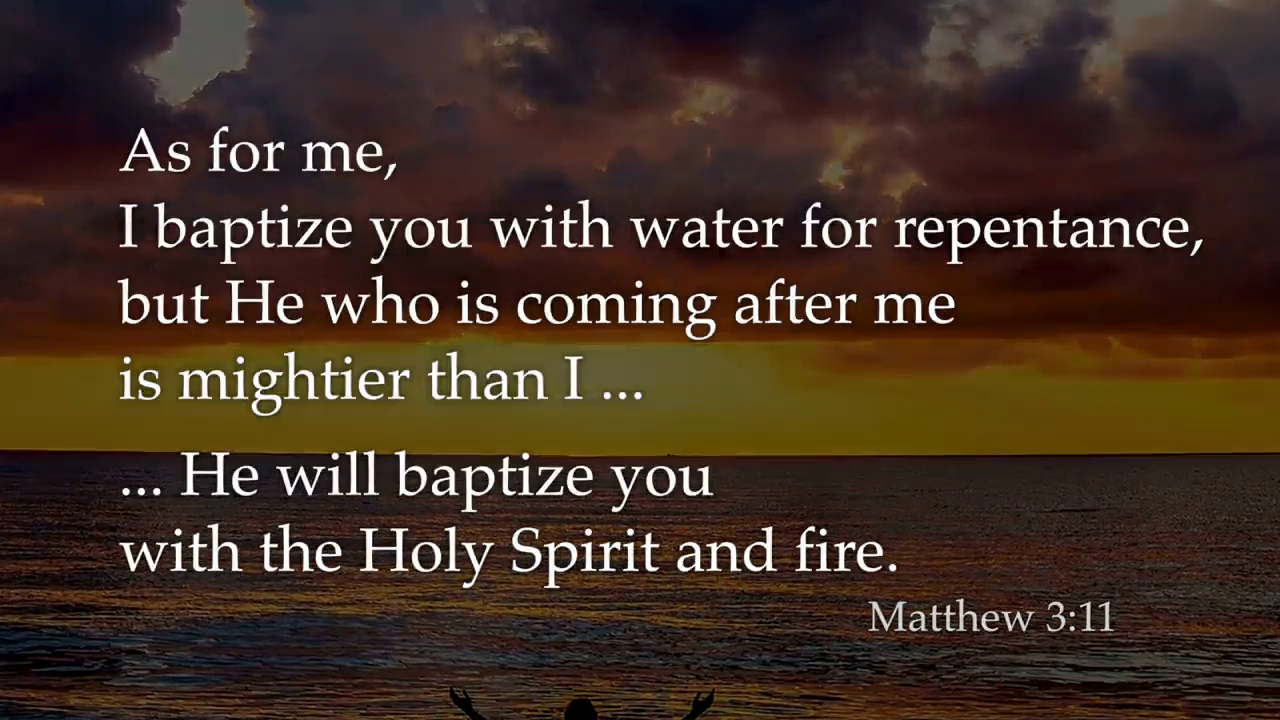 As for me,
I baptize you with water for repentance,
but He who is coming after me
is mightier than I ...
... He will baptize you
with the Holy Spirit and fire.
Matthew 3:11